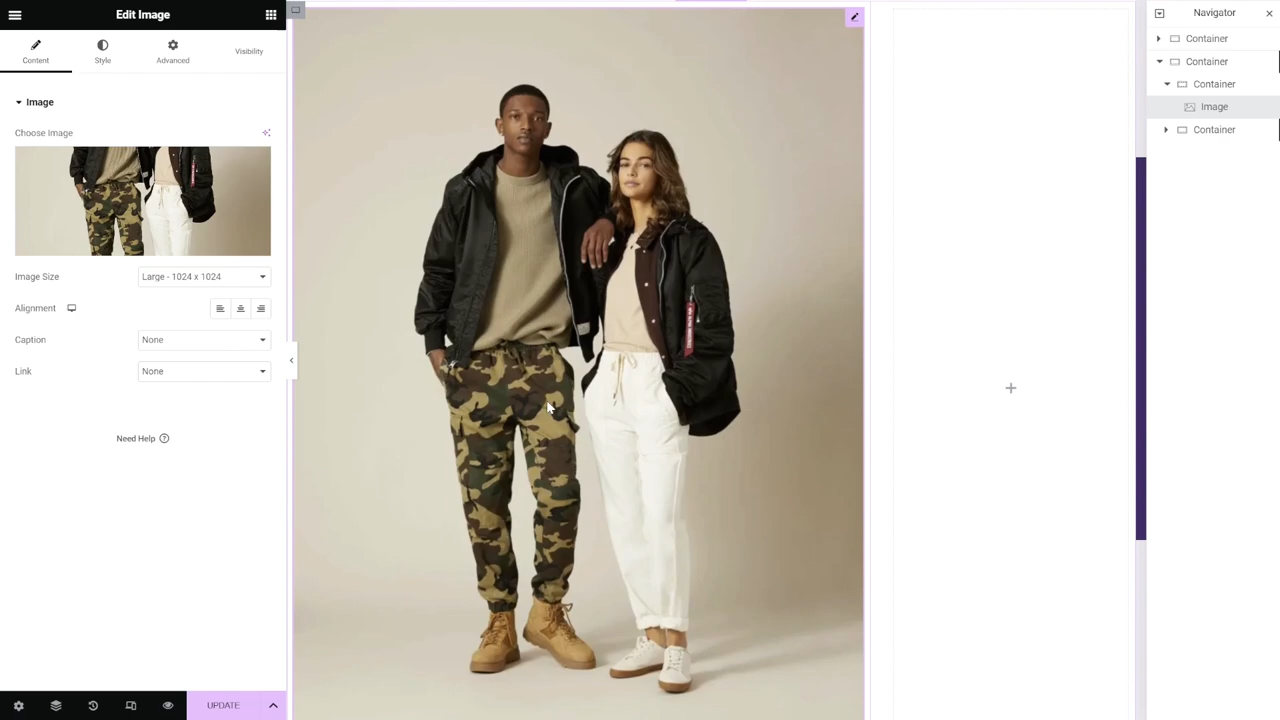 Edit Image
Content
Style
Advanced
Visibility
Image
Choose Image
Image Size
Large - 1024 x 1024
Alignment
Caption
None
Link
None
Need Help
?
UPDATE
Navigator
Container
Container
Container
Image
Container